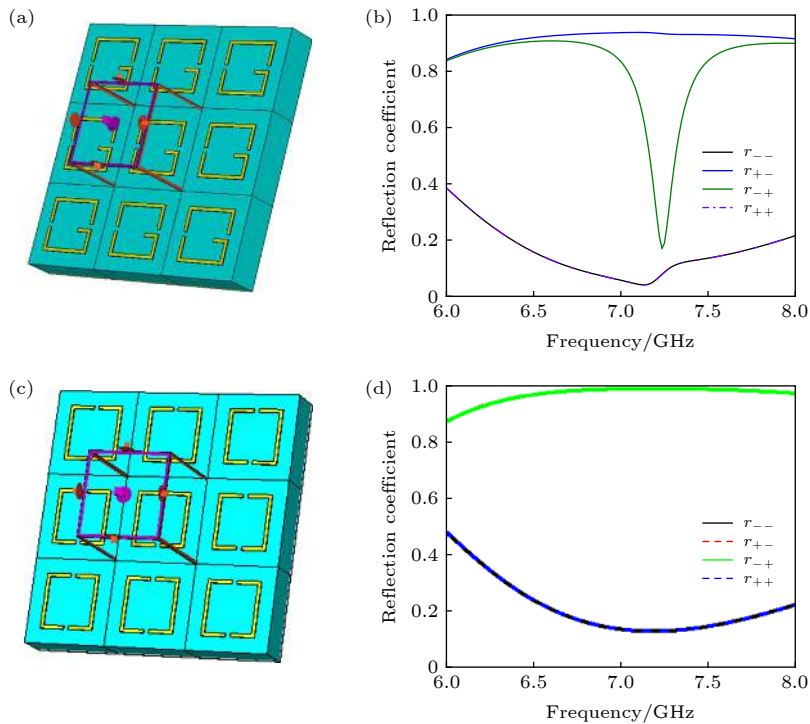 (a)
(b)
1.0
0.8
0.6
0.4
0.2
0
Reflection coefficient
r−−
r+−
r−+
r++
6.0 6.5 7.0 7.5 8.0
Frequency/GHz
(c)
(d)
1.0
0.8
0.6
0.4
0.2
0
Reflection coefficient
r−−
r+−
r−+
r++
6.0 6.5 7.0 7.5 8.0
Frequency/GHz